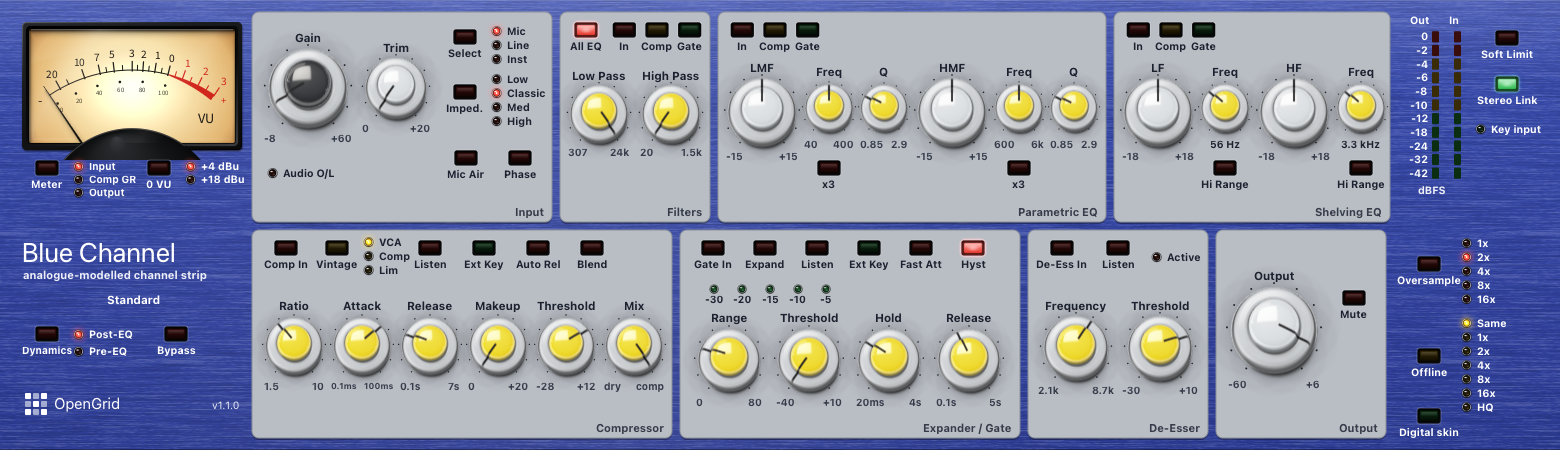 20 10 7 5 3 2 1 0 1 2 3
- 0 20 40 60 80 100 +
VU
Meter
Input
Comp GR
Output
0 VU
+4 dBu
+18 dBu
Gain
-8 +60
Trim
0 +20
Select
Mic
Line
Inst
Imped.
Low
Classic
Med
High
Mic Air
Phase
Audio O/L
Input
All EQ In Comp Gate
Low Pass High Pass
307 24k 20 1.5k
Filters
In Comp Gate
LMF Freq Q HMF Freq Q
-15 +15 40 400 0.85 2.9 -15 +15 600 6k 0.85 2.9
x3 x3
Parametric EQ
In Comp Gate
LF Freq HF Freq
-18 +18 56 Hz -18 +18 3.3 kHz
Hi Range Hi Range
Shelving EQ
Out In
0
-2
-4
-6
-8
-10
-12
-18
-24
-32
-42
dBFS
Soft Limit
Stereo Link
Key input
Blue Channel
analogue-modelled channel strip
Standard
Dynamics
Post-EQ
Pre-EQ
Bypass
OpenGrid
v1.1.0
Comp In Vintage
VCA
Comp
Lim
Listen Ext Key Auto Rel Blend
Ratio Attack Release Makeup Threshold Mix
1.5 10 0.1ms 100ms 0.1s 7s 0 +20 -28 +12 dry comp
Compressor
Gate In Expand Listen Ext Key Fast Att Hyst
-30 -20 -15 -10 -5
Range Threshold Hold Release
0 80 -40 +10 20ms 4s 0.1s 5s
Expander / Gate
De-Ess In Listen Active
Frequency Threshold
2.1k 8.7k -30 +10
De-Esser
Output
-60 +6
Mute
Output
Oversample
1x
2x
4x
8x
16x
Offline
Same
1x
2x
4x
8x
16x
HQ
Digital skin